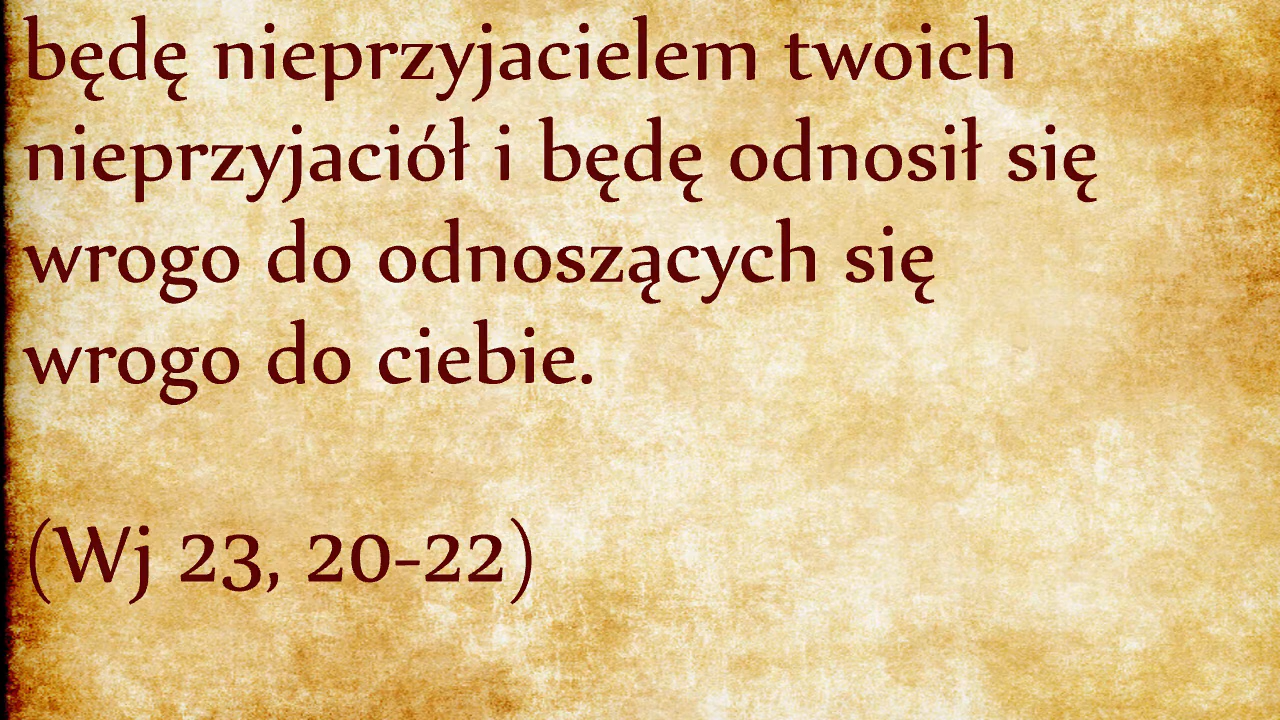 będę nieprzyjacielem twoich
nieprzyjaciół i będę odnosił się
wrogo do odnoszących się
wrogo do ciebie.
(Wj 23, 20-22)